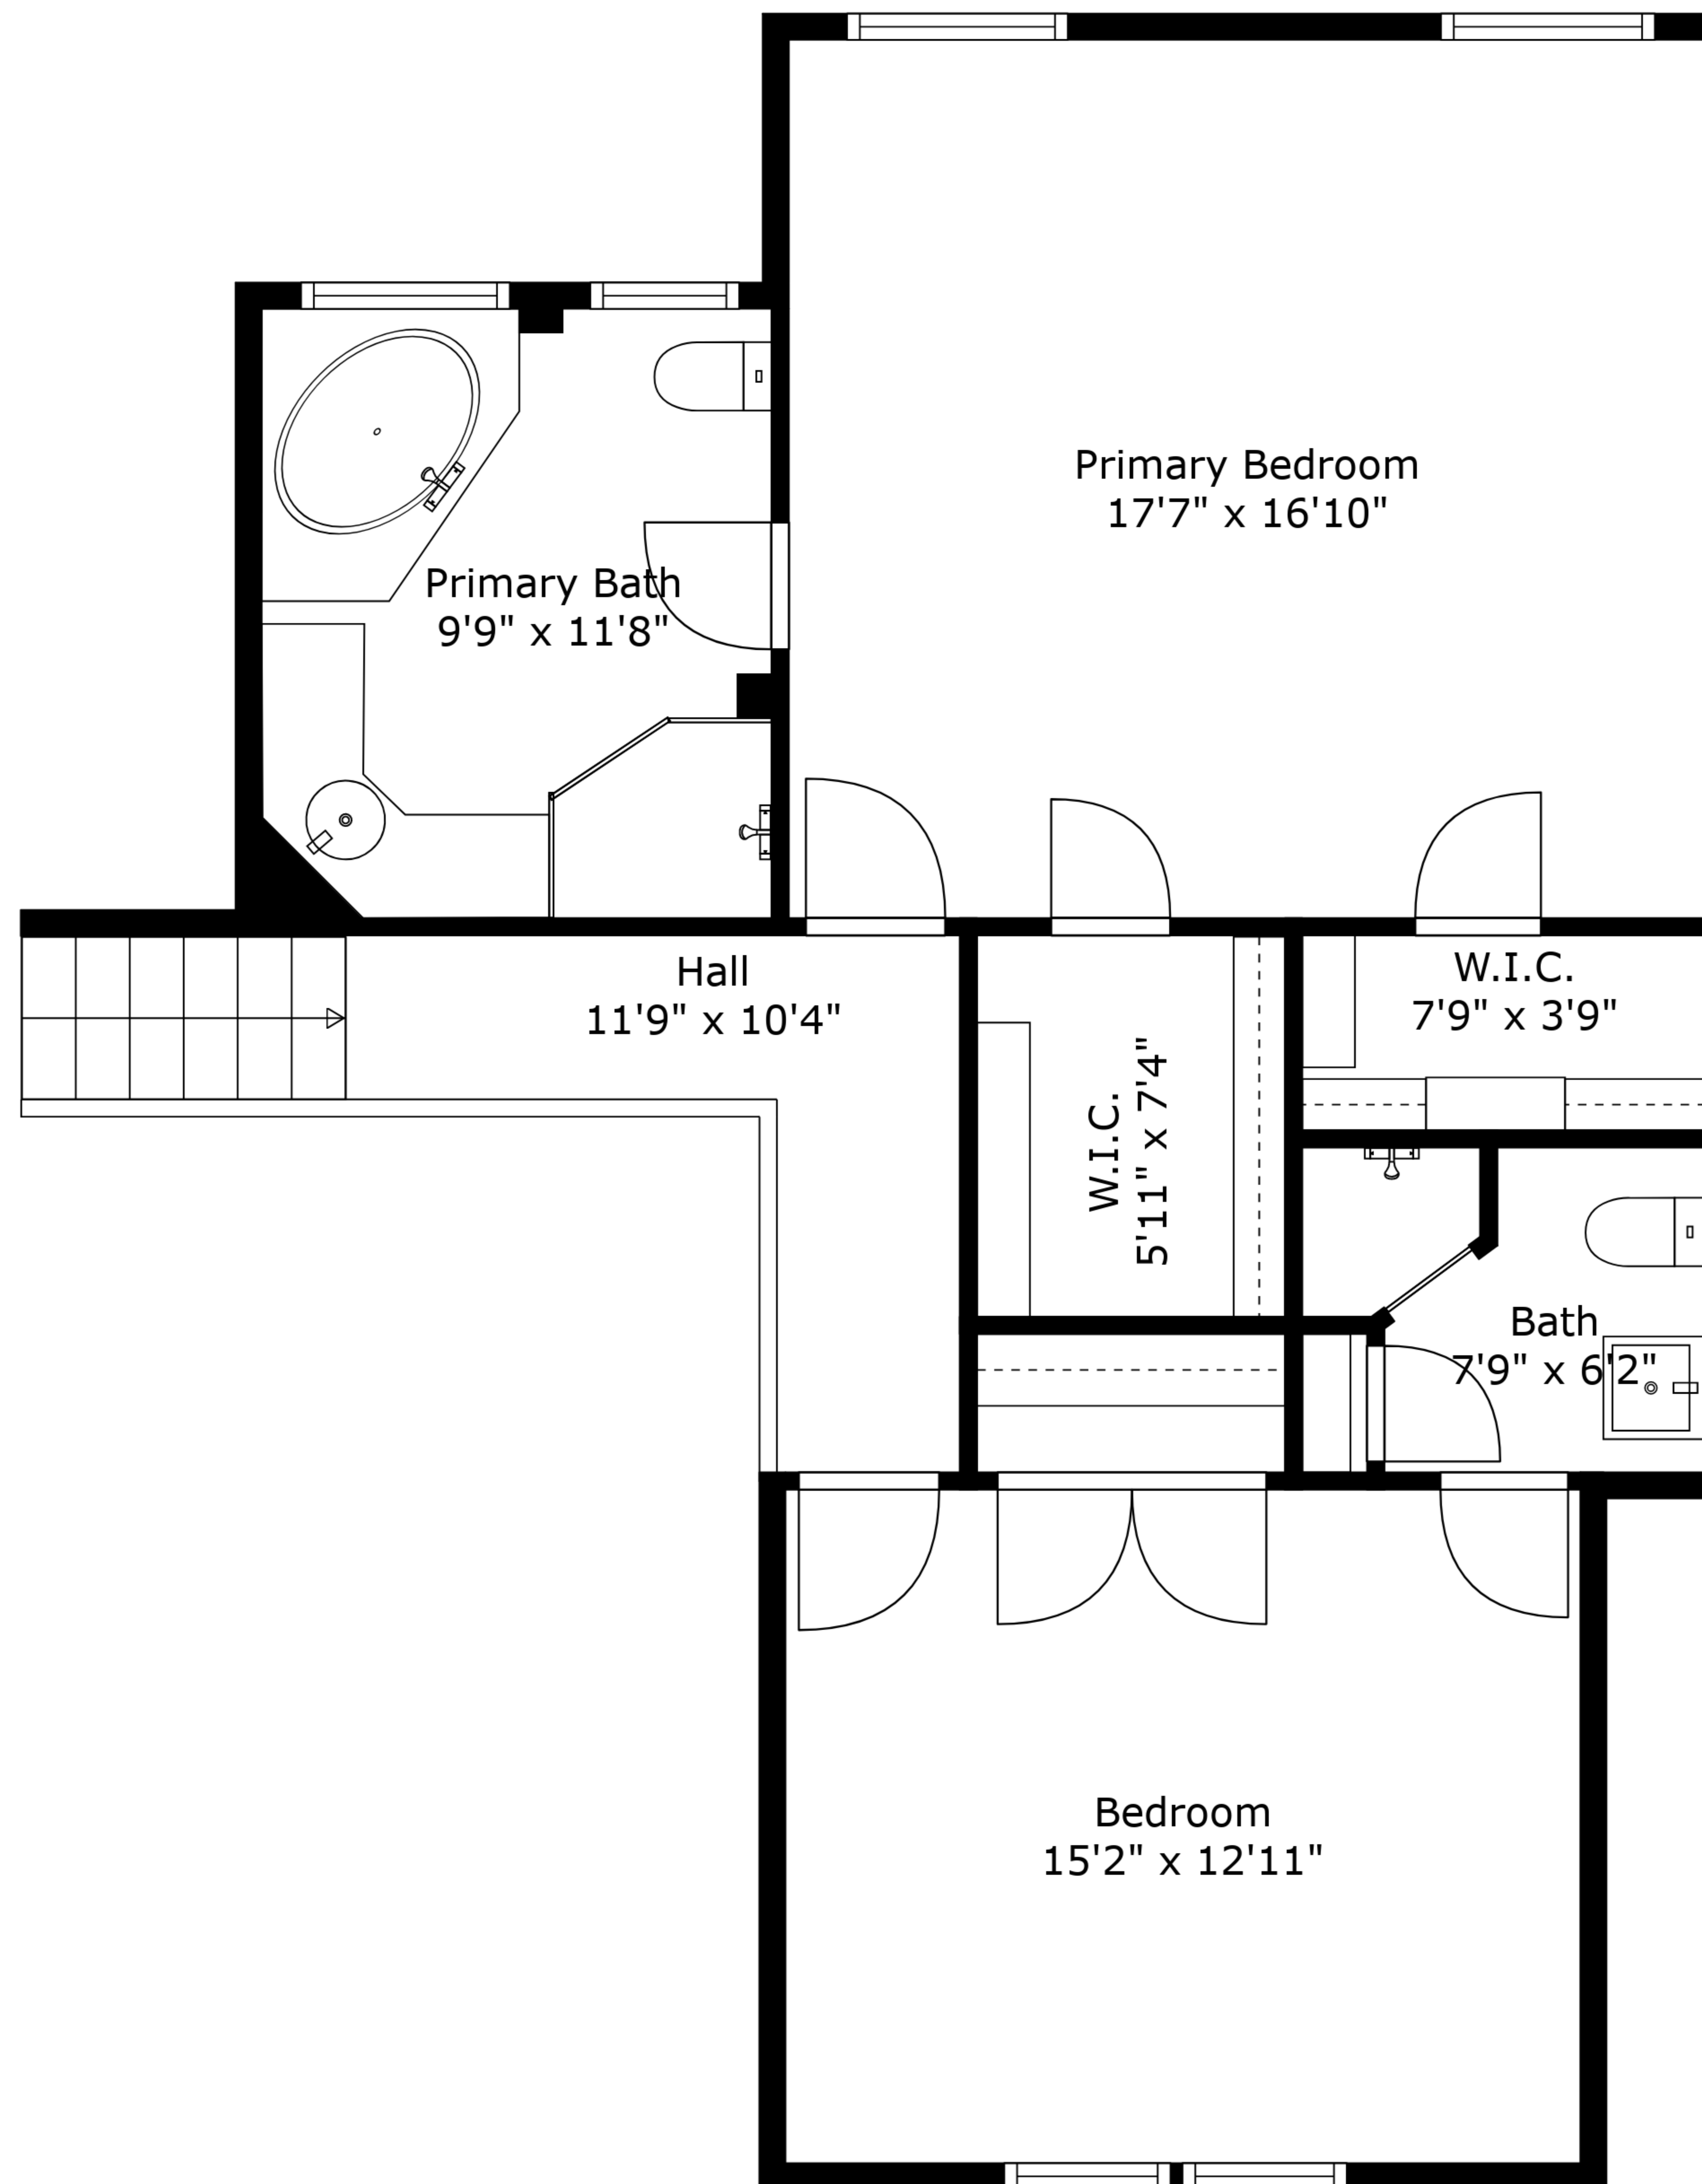 Primary Bedroom
17'7" x 16'10"
Primary Bath
9'9" x 11'8"
Hall
11'9" x 10'4"
W.I.C.
5'11" x 7'4"
W.I.C.
7'9" x 3'9"
Bath
7'9" x 6'2"
Bedroom
15'2" x 12'11"